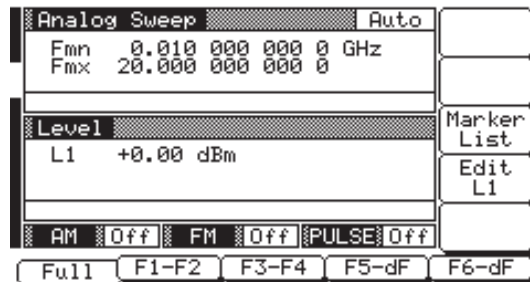 Analog Sweep Auto
Fmn 0.010 000 000 0 GHz
Fmx 20.000 000 000 0
Level
L1 +0.00 dBm
Marker
List
Edit
L1
AM Off FM Off PULSE Off
Full F1-F2 F3-F4 F5-dF F6-dF